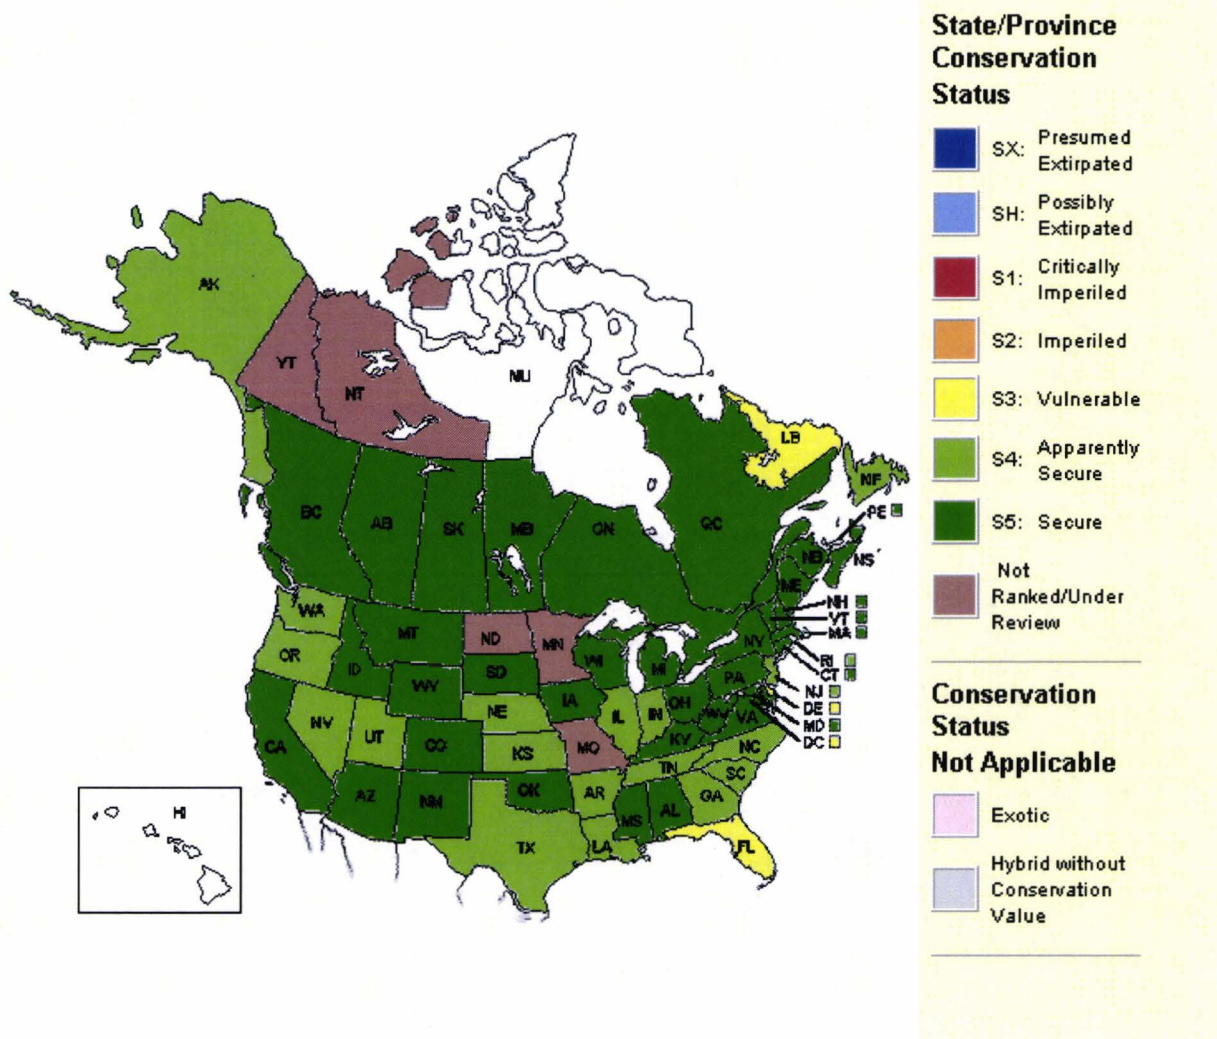 State/Province
Conservation
Status
SX: Presumed
Extirpated
SH: Possibly
Extirpated
S1: Critically
Imperiled
S2: Imperiled
S3: Vulnerable
S4: Apparently
Secure
S5: Secure
Not
Ranked/Under
Review
Conservation
Status
Not Applicable
Exotic
Hybrid without
Conservation
Value
AK
YT
NT
NU
LB
NF
BC
AB
SK
MB
ON
QC
PE
NB
NS
ME
NH
VT
MA
RI
CT
NJ
DE
MD
DC
WA
OR
ID
MT
ND
MN
WI
MI
NY
PA
WY
SD
IA
NE
IL
IN
OH
WV
VA
KY
CA
NV
UT
CO
KS
MO
TN
NC
SC
AZ
NM
OK
AR
MS
AL
GA
TX
LA
FL
HI